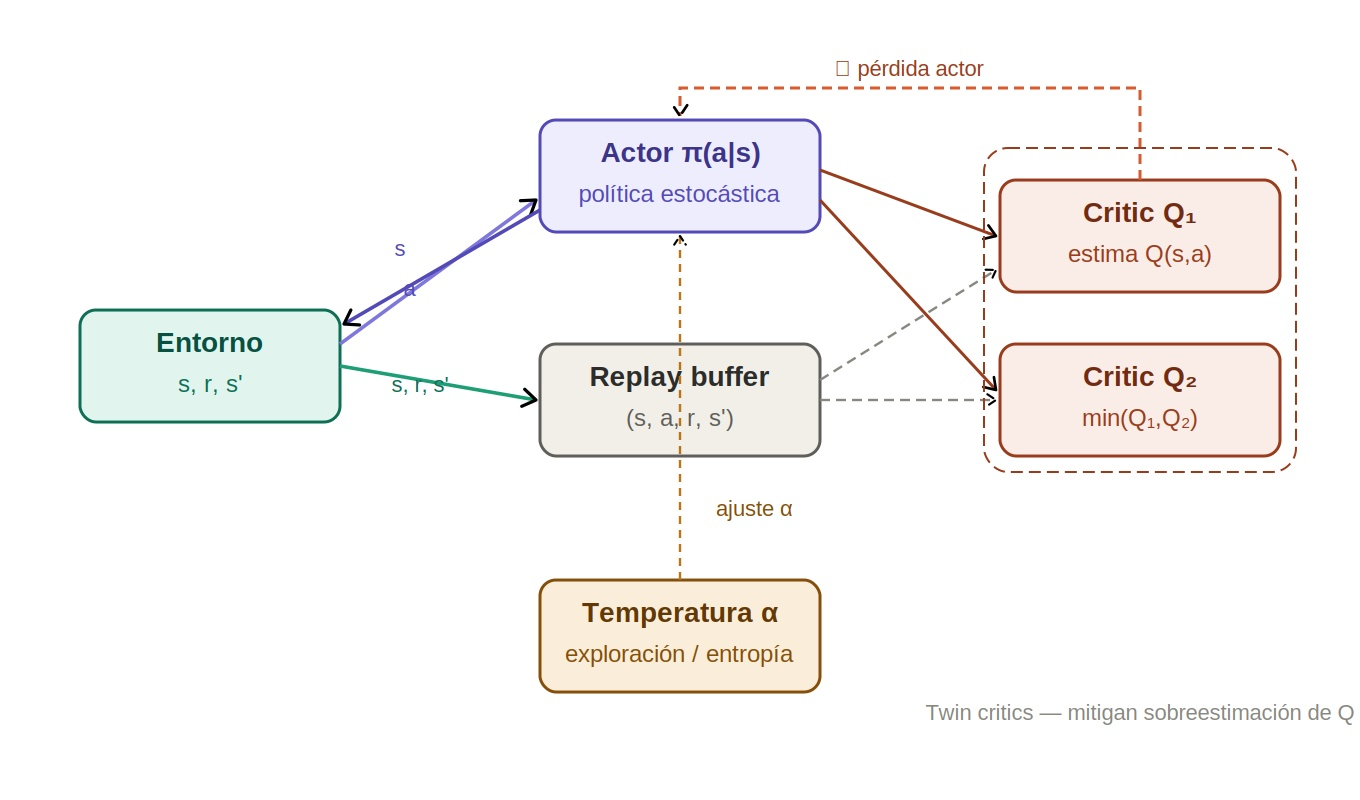 pérdida actor
Actor π(a|s)
política estocástica
Critic Q₁
estima Q(s,a)
s
a
Entorno
s, r, s'
s, r, s'
Replay buffer
(s, a, r, s')
Critic Q₂
min(Q₁,Q₂)
ajuste α
Temperatura α
exploración / entropía
Twin critics — mitigan sobreestimación de Q